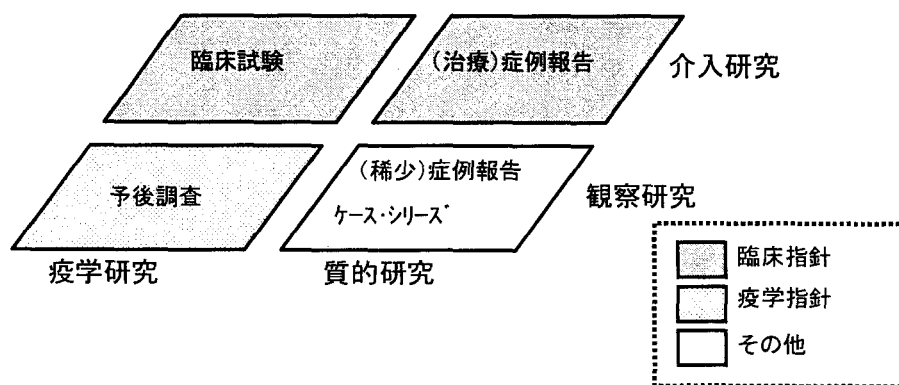 臨床試験
(治療)症例報告
介入研究
予後調査
(稀少)症例報告
ケース・シリーズ
観察研究
疫学研究
質的研究
臨床指針
疫学指針
その他